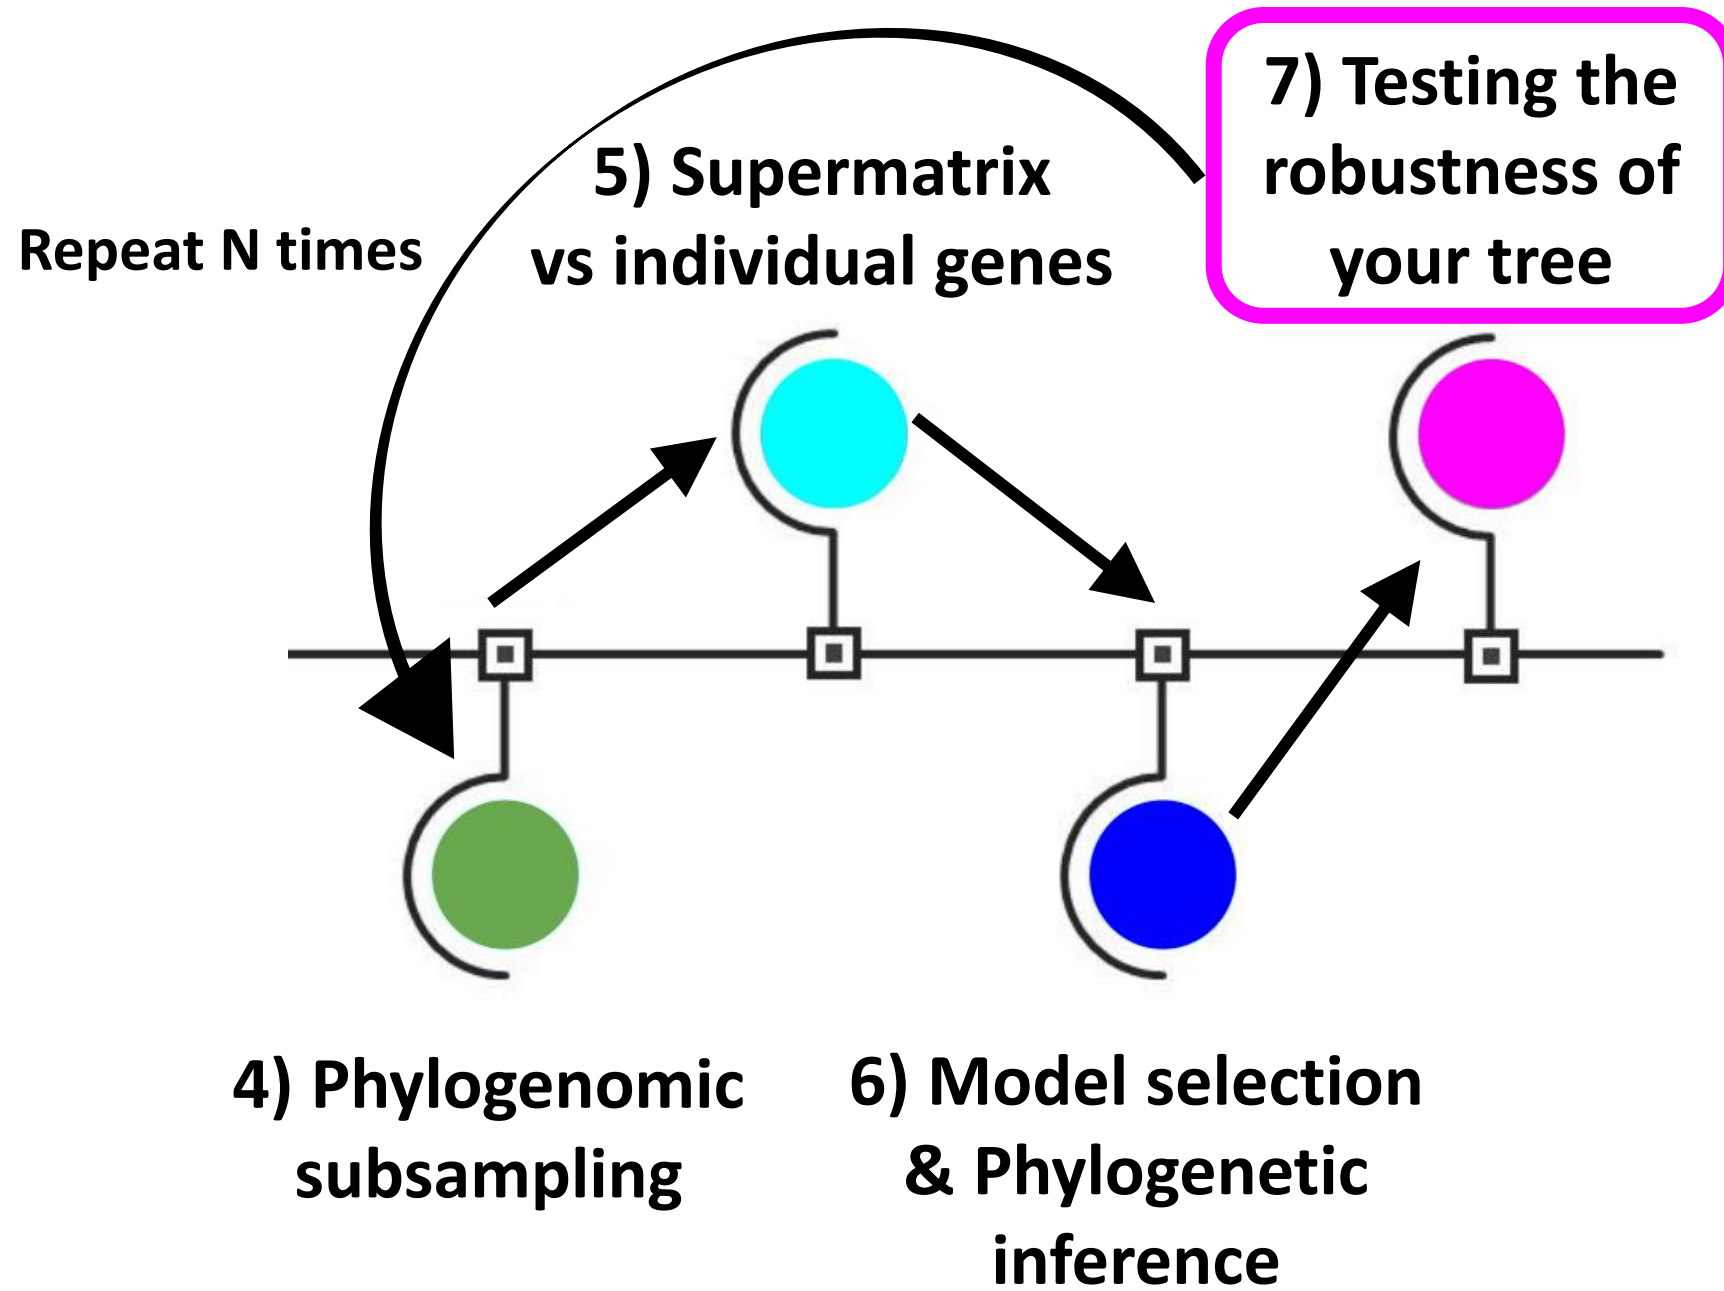 Repeat N times
5) Supermatrix
vs individual genes
7) Testing the
robustness of
your tree
4) Phylogenomic
subsampling
6) Model selection
& Phylogenetic
inference